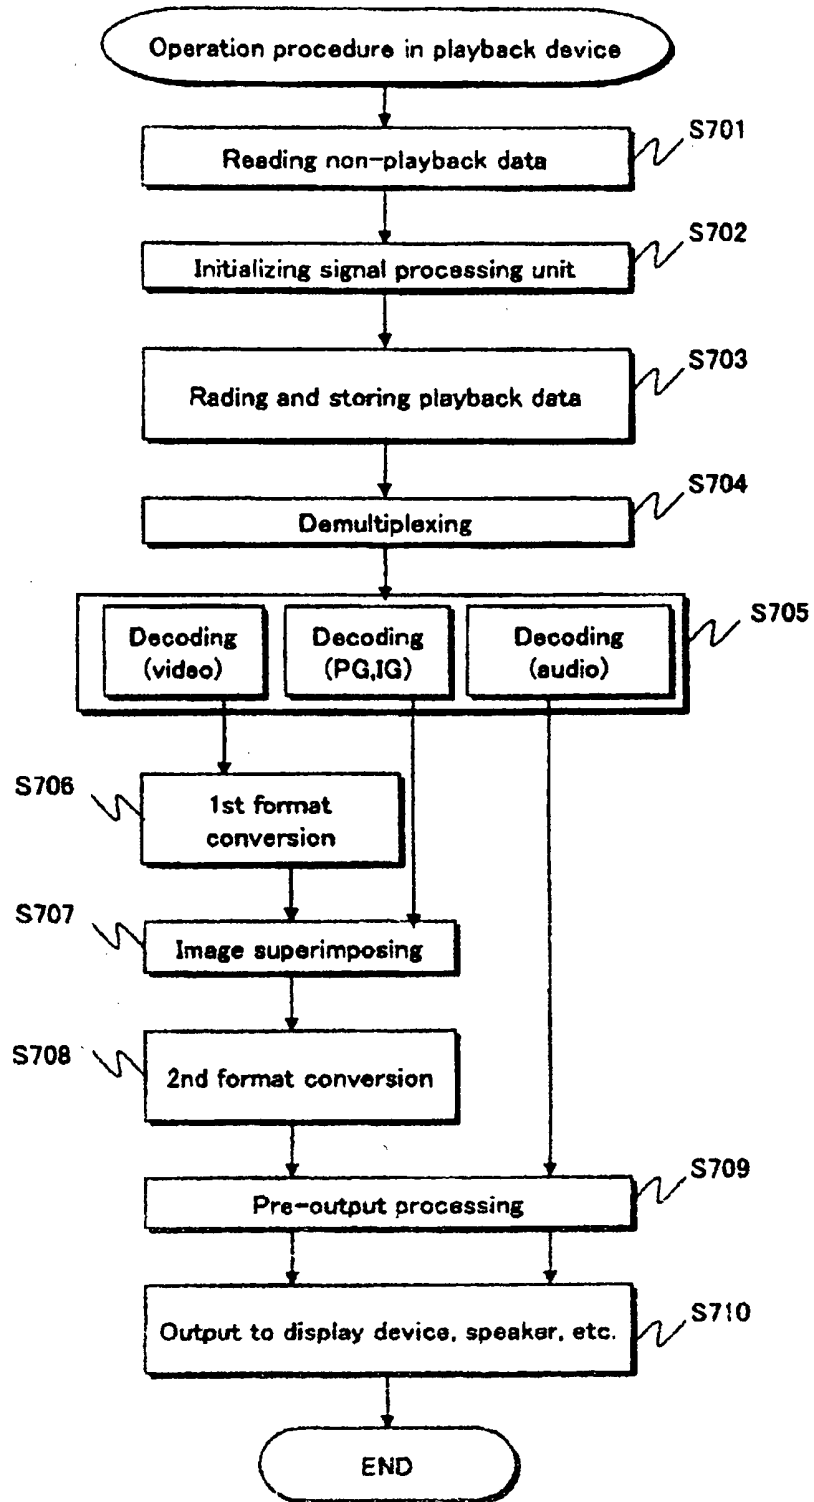 Operation procedure in playback device
S701
Reading non-playback data
S702
Initializing signal processing unit
S703
Rading and storing playback data
S704
Demultiplexing
S705
Decoding
(video)
Decoding
(PG,IG)
Decoding
(audio)
S706
1st format
conversion
S707
Image superimposing
S708
2nd format conversion
S709
Pre-output processing
S710
Output to display device, speaker, etc.
END